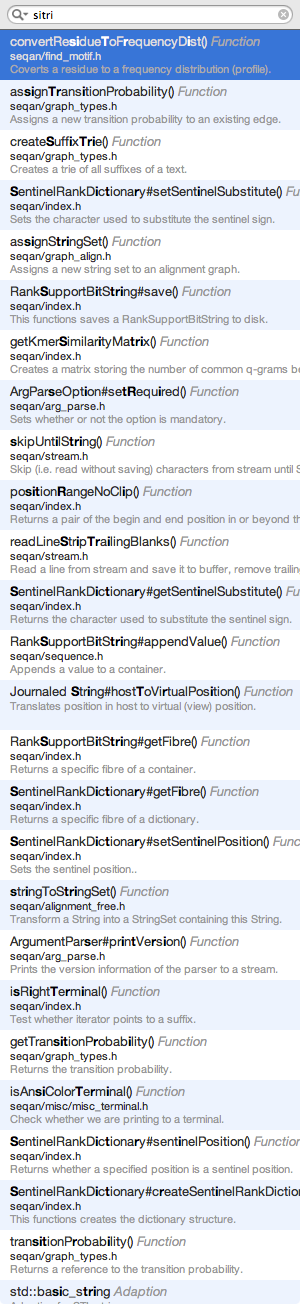 sitri
convertResidueToFrequencyDist() Function
seqan/find_motif.h
Coverts a residue to a frequency distribution (profile).
assignTransitionProbability() Function
seqan/graph_types.h
Assigns a new transition probability to an existing edge.
createSuffixTrie() Function
seqan/graph_types.h
Creates a trie of all suffixes of a text.
SentinelRankDictionary#setSentinelSubstitute() Fu
seqan/index.h
Sets the character used to substitute the sentinel sign.
assignStringSet() Function
seqan/graph_align.h
Assigns a new string set to an alignment graph.
RankSupportBitString#save() Function
seqan/index.h
This functions saves a RankSupportBitString to disk.
getKmerSimilarityMatrix() Function
seqan/index.h
Creates a matrix storing the number of common q-grams be
ArgParseOption#setRequired() Function
seqan/arg_parse.h
Sets whether or not the option is mandatory.
skipUntilString() Function
seqan/stream.h
Skip (i.e. read without saving) characters from stream until S
positionRangeNoClip() Function
seqan/index.h
Returns a pair of the begin and end position in or beyond th
readLineStripTrailingBlanks() Function
seqan/stream.h
Read a line from stream and save it to buffer, remove trailing
SentinelRankDictionary#getSentinelSubstitute() Fu
seqan/index.h
Returns the character used to substitute the sentinel sign.
RankSupportBitString#appendValue() Function
seqan/sequence.h
Appends a value to a container.
Journaled String#hostToVirtualPosition() Function
Translates position in host to virtual (view) position.
RankSupportBitString#getFibre() Function
seqan/index.h
Returns a specific fibre of a container.
SentinelRankDictionary#getFibre() Function
seqan/index.h
Returns a specific fibre of a dictionary.
SentinelRankDictionary#setSentinelPosition() Func
seqan/index.h
Sets the sentinel position..
stringToStringSet() Function
seqan/alignment_free.h
Transform a String into a StringSet containing this String.
ArgumentParser#printVersion() Function
seqan/arg_parse.h
Prints the version information of the parser to a stream.
isRightTerminal() Function
seqan/index.h
Test whether iterator points to a suffix.
getTransitionProbability() Function
seqan/graph_types.h
Returns the transition probability.
isAnsiColorTerminal() Function
seqan/misc/misc_terminal.h
Check whether we are printing to a terminal.
SentinelRankDictionary#sentinelPosition() Function
seqan/index.h
Returns whether a specified position is a sentinel position.
SentinelRankDictionary#createSentinelRankDiction
seqan/index.h
This functions creates the dictionary structure.
transitionProbability() Function
seqan/graph_types.h
Returns a reference to the transition probability.
std::basic_string Adaption